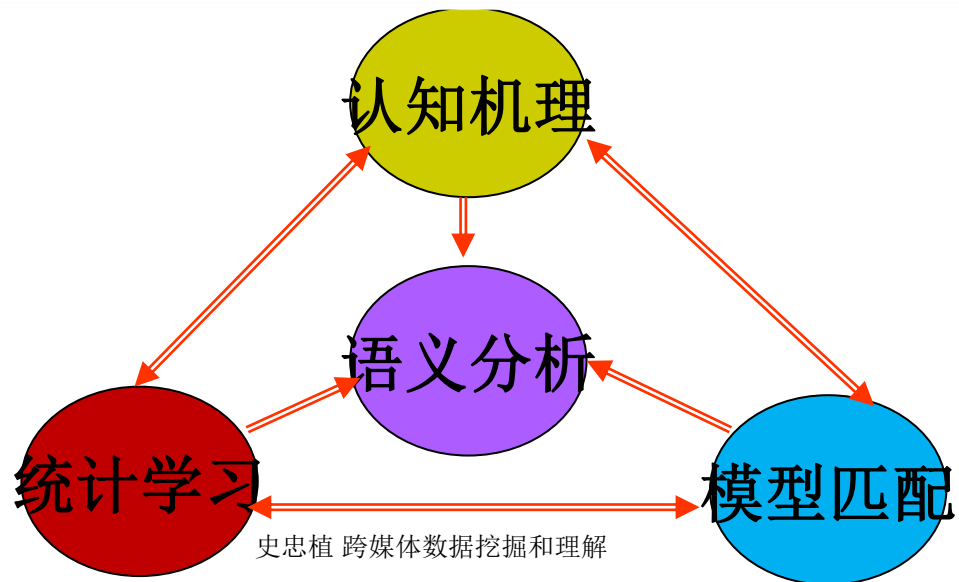 认知机理
语义分析
统计学习
模型匹配
史忠植 跨媒体数据挖掘和理解